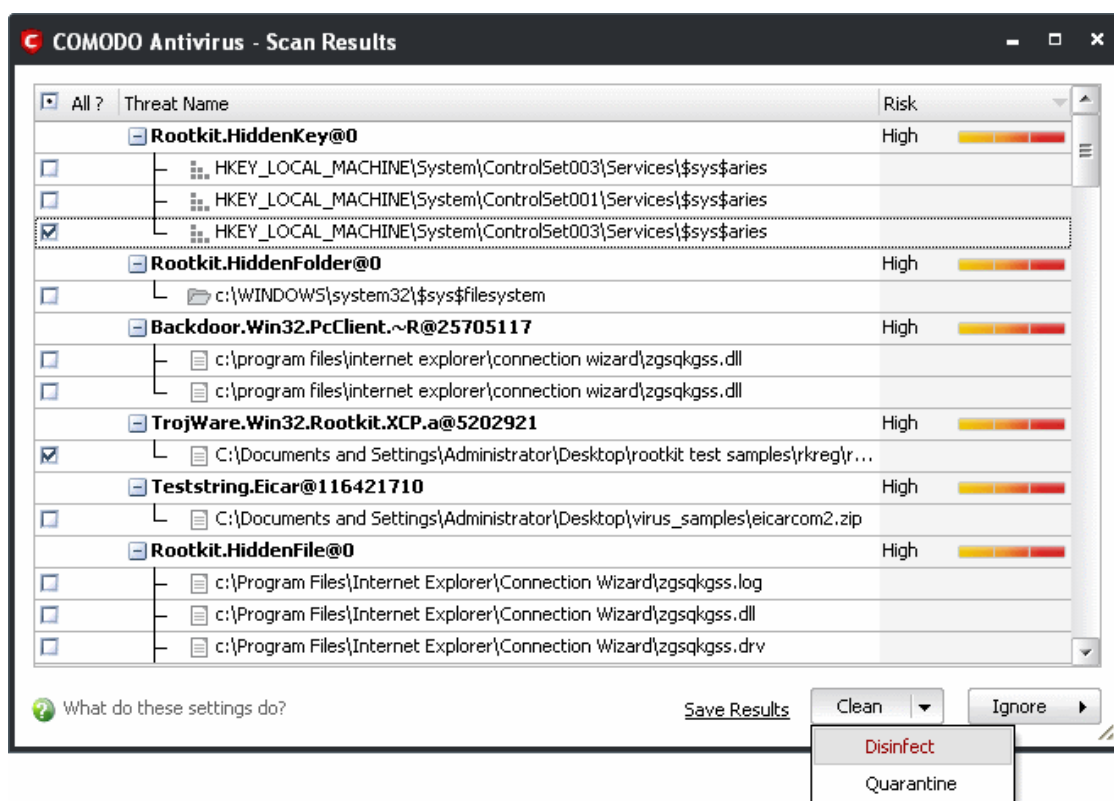 COMODO Antivirus - Scan Results
All ? Threat Name Risk
Rootkit.HiddenKey@0 High
HKEY_LOCAL_MACHINE\System\ControlSet003\Services\$sys$aries
HKEY_LOCAL_MACHINE\System\ControlSet001\Services\$sys$aries
HKEY_LOCAL_MACHINE\System\ControlSet003\Services\$sys$aries
Rootkit.HiddenFolder@0 High
c:\WINDOWS\system32\$sys$filesystem
Backdoor.Win32.PcClient.~R@25705117 High
c:\program files\internet explorer\connection wizard\zgsqkgss.dll
c:\program files\internet explorer\connection wizard\zgsqkgss.dll
TrojWare.Win32.Rootkit.XCP.a@5202921 High
C:\Documents and Settings\Administrator\Desktop\rootkit test samples\rkreg\r...
Teststring.Eicar@116421710 High
C:\Documents and Settings\Administrator\Desktop\virus_samples\eicarcom2.zip
Rootkit.HiddenFile@0 High
c:\Program Files\Internet Explorer\Connection Wizard\zgsqkgss.log
c:\Program Files\Internet Explorer\Connection Wizard\zgsqkgss.dll
c:\Program Files\Internet Explorer\Connection Wizard\zgsqkgss.drv
What do these settings do? Save Results Clean Ignore
Disinfect
Quarantine